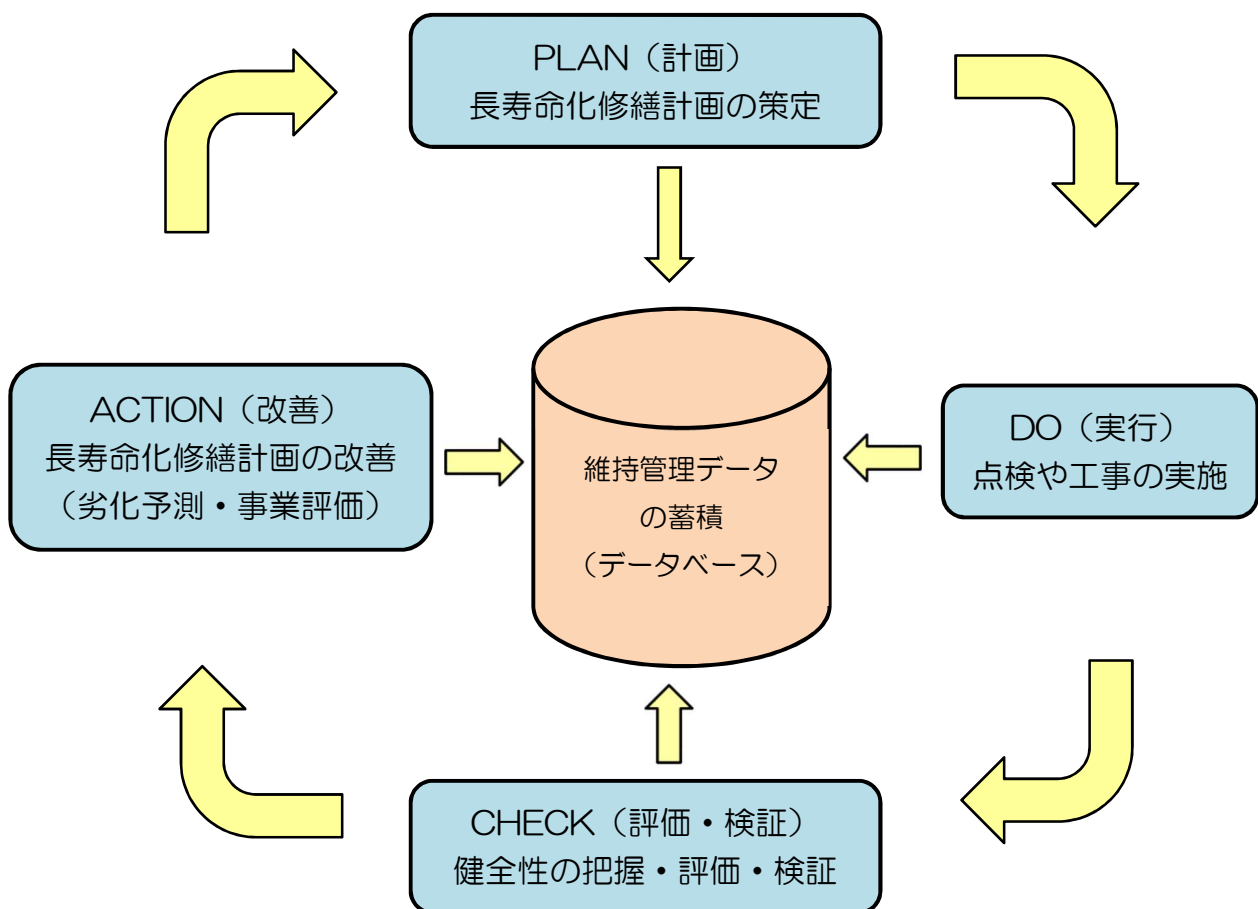 PLAN（計画）
長寿命化修繕計画の策定
ACTION（改善）
長寿命化修繕計画の改善
（劣化予測・事業評価）
維持管理データ
の蓄積
（データベース）
DO（実行）
点検や工事の実施
CHECK（評価・検証）
健全性の把握・評価・検証